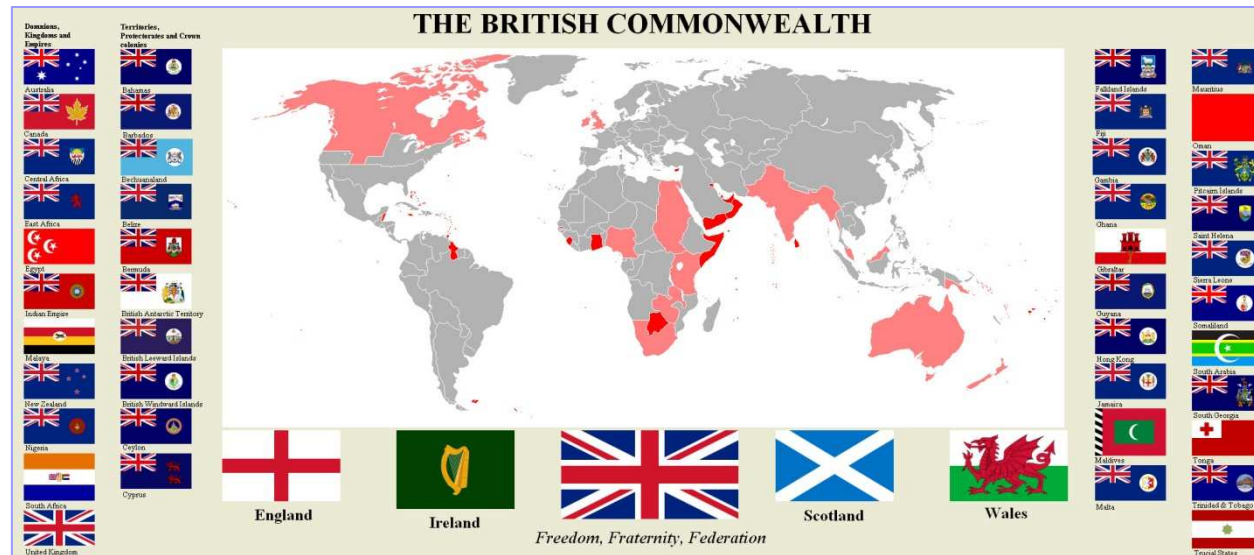 THE BRITISH COMMONWEALTH
Dominions,
Kingdoms and
Empires
Australia
Canada
Central Africa
East Africa
Egypt
Indian Empire
Malaya
New Zealand
Nigeria
South Africa
United Kingdom
Territories,
Protectorates and Crown
colonies
Bahamas
Barbados
Bechuanaland
Belize
Bermuda
British Antarctic Territory
British Leeward Islands
British Windward Islands
Ceylon
Cyprus
England
Ireland
Scotland
Wales
Freedom, Fraternity, Federation
Falkland Islands
Fiji
Gambia
Ghana
Gibraltar
Guyana
Hong Kong
Jamaica
Maldives
Malta
Mauritius
Oman
Pitcairn Islands
Saint Helena
Sierra Leone
Somaliland
South Arabia
South Georgia
Tonga
Trinidad & Tobago
Trucial States